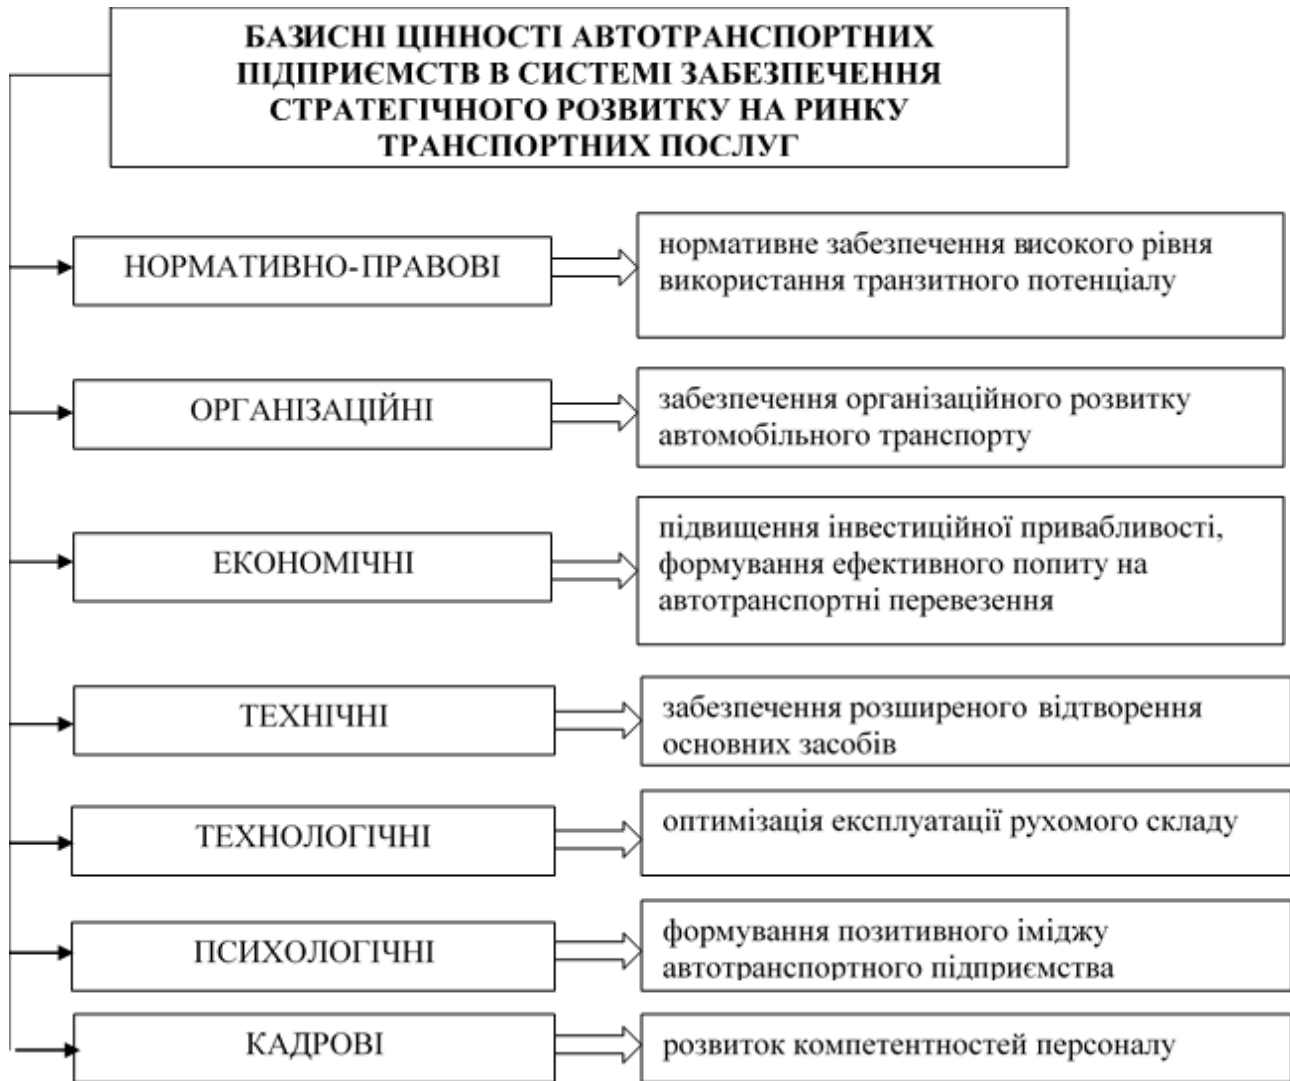 БАЗИСНІ ЦІННОСТІ АВТОТРАНСПОРТНИХ
ПІДПРИЄМСТВ В СИСТЕМІ ЗАБЕЗПЕЧЕННЯ
СТРАТЕГІЧНОГО РОЗВИТКУ НА РИНКУ
ТРАНСПОРТНИХ ПОСЛУГ
НОРМАТИВНО-ПРАВОВІ
нормативне забезпечення високого рівня
використання транзитного потенціалу
ОРГАНІЗАЦІЙНІ
забезпечення організаційного розвитку
автомобільного транспорту
ЕКОНОМІЧНІ
підвищення інвестиційної привабливості,
формування ефективного попиту на
автотранспортні перевезення
ТЕХНІЧНІ
забезпечення розширеного відтворення
основних засобів
ТЕХНОЛОГІЧНІ
оптимізація експлуатації рухомого складу
ПСИХОЛОГІЧНІ
формування позитивного іміджу
автотранспортного підприємства
КАДРОВІ
розвиток компетентностей персоналу